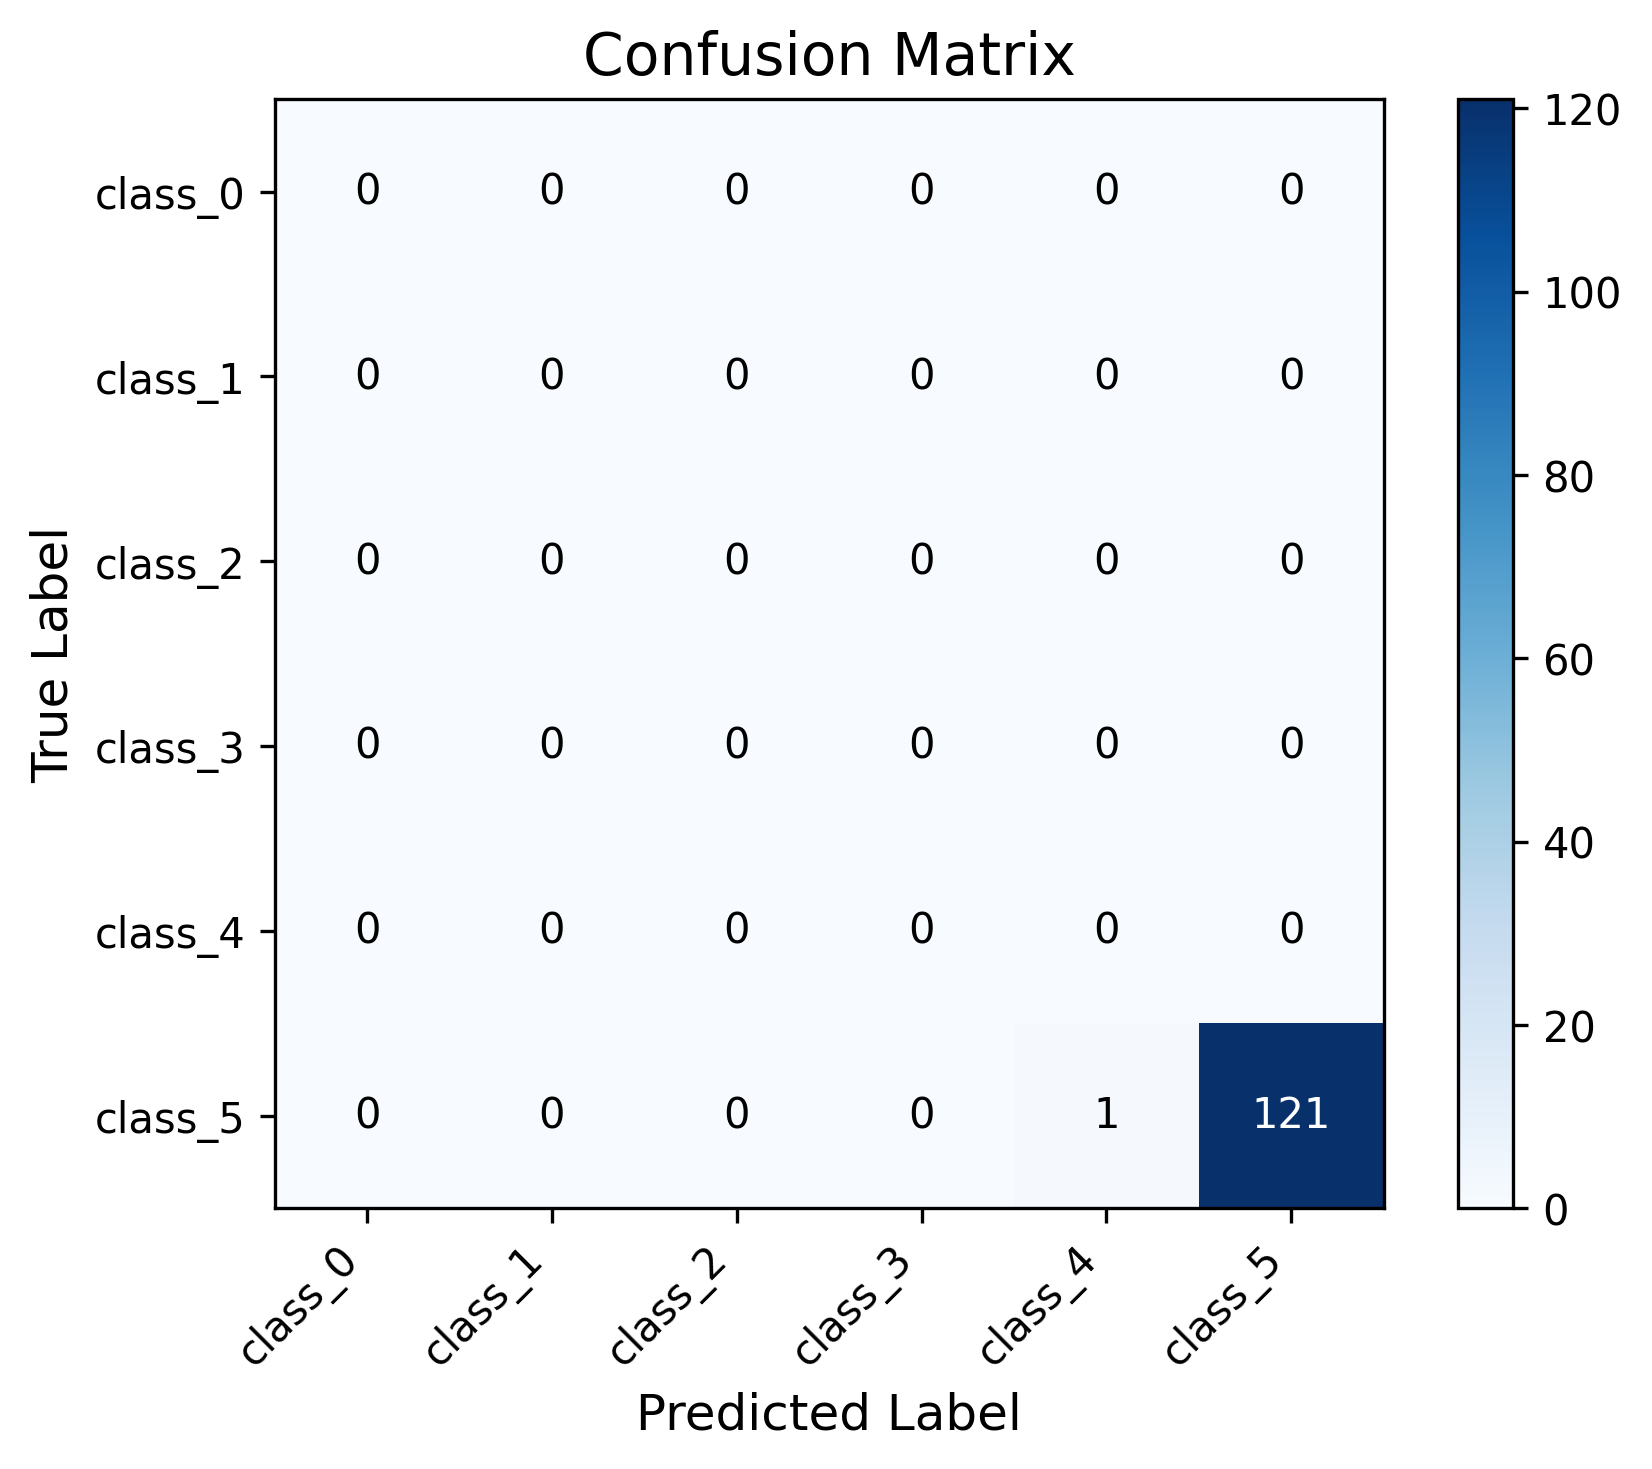 Confusion Matrix
class_0 0 0 0 0 0 0
class_1 0 0 0 0 0 0
class_2 0 0 0 0 0 0
class_3 0 0 0 0 0 0
class_4 0 0 0 0 0 0
class_5 0 0 0 0 1 121
class_0 class_1 class_2 class_3 class_4 class_5
Predicted Label
True Label
120
100
80
60
40
20
0